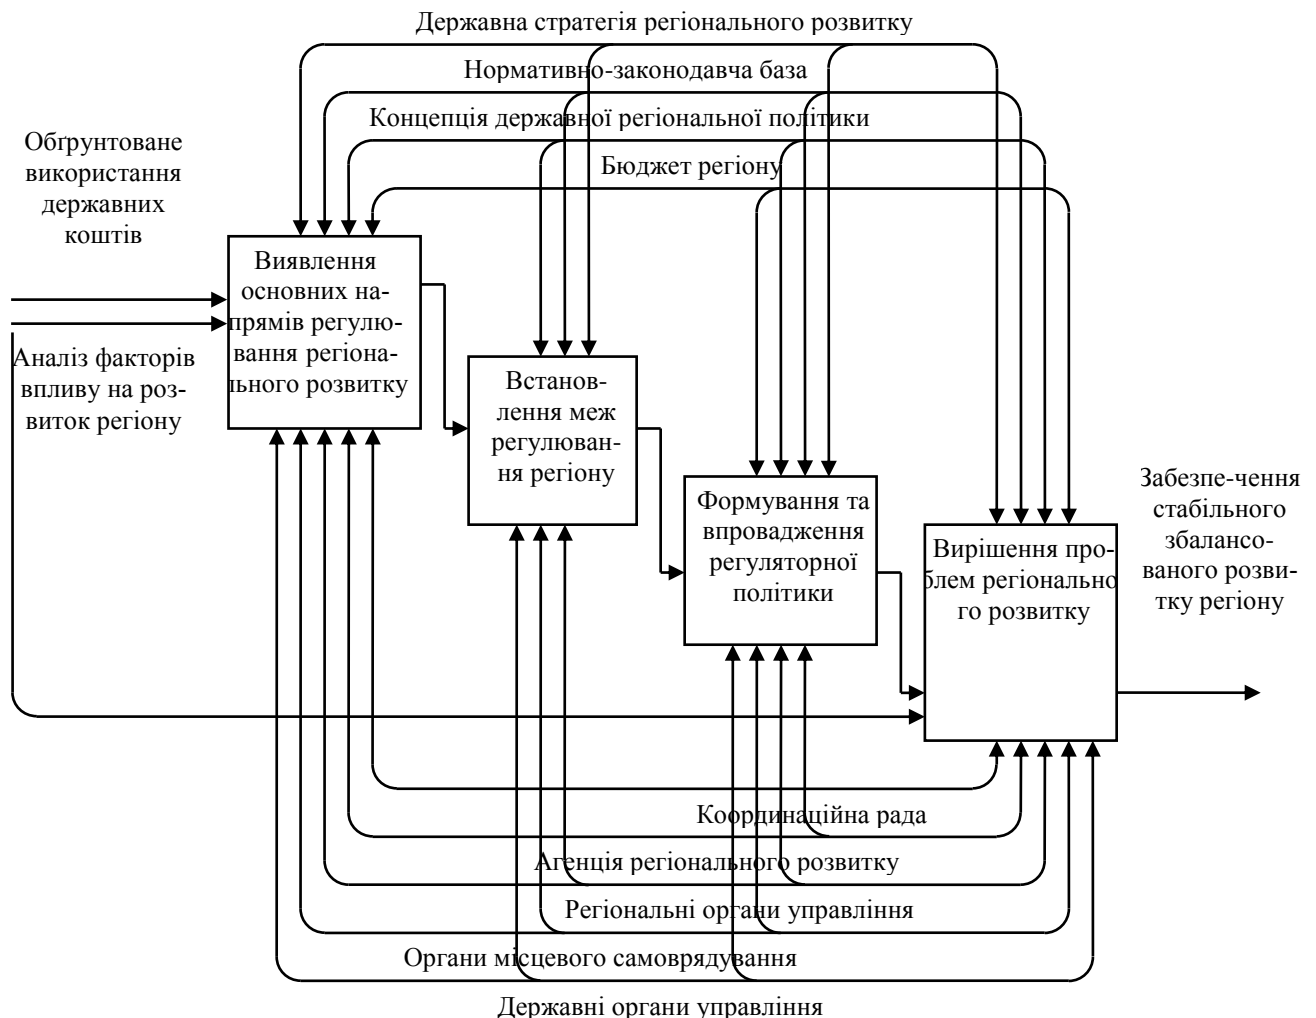 Державна стратегія регіонального розвитку
Нормативно-законодавча база
Концепція державної регіональної політики
Бюджет регіону
Обґрунтоване
використання
державних
коштів
Виявлення
основних на-
прямів регулю-
вання регіона-
льного розвитку
Аналіз факторів
впливу на роз-
виток регіону
Встанов-
лення меж
регулюван-
ня регіону
Формування та
впровадження
регуляторної
політики
Вирішення про-
блем регіонально
го розвитку
Забезпе-чення
стабільного
збалансо-
ваного розви-
тку регіону
Координаційна рада
Агенція регіонального розвитку
Регіональні органи управління
Органи місцевого самоврядування
Державні органи управління